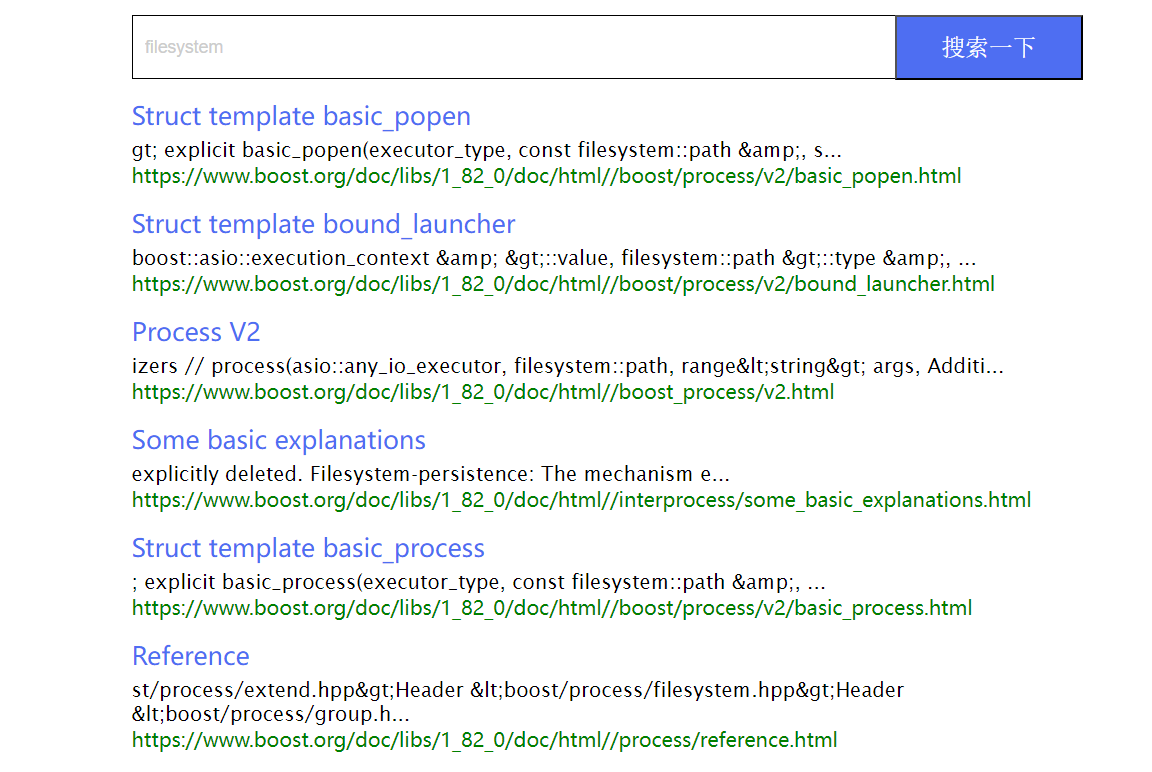 filesystem
搜索一下
Struct template basic_popen
gt; explicit basic_popen(executor_type, const filesystem::path &amp;, s...
https://www.boost.org/doc/libs/1_82_0/doc/html//boost/process/v2/basic_popen.html
Struct template bound_launcher
boost::asio::execution_context &amp; &gt;::value, filesystem::path &gt;::type &amp;, ...
https://www.boost.org/doc/libs/1_82_0/doc/html//boost/process/v2/bound_launcher.html
Process V2
izers // process(asio::any_io_executor, filesystem::path, range&lt;string&gt; args, Additi...
https://www.boost.org/doc/libs/1_82_0/doc/html//boost_process/v2.html
Some basic explanations
explicitly deleted. Filesystem-persistence: The mechanism e...
https://www.boost.org/doc/libs/1_82_0/doc/html//interprocess/some_basic_explanations.html
Struct template basic_process
; explicit basic_process(executor_type, const filesystem::path &amp;, ...
https://www.boost.org/doc/libs/1_82_0/doc/html//boost/process/v2/basic_process.html
Reference
st/process/extend.hpp&gt;Header &lt;boost/process/filesystem.hpp&gt;Header
&lt;boost/process/group.h...
https://www.boost.org/doc/libs/1_82_0/doc/html//process/reference.html